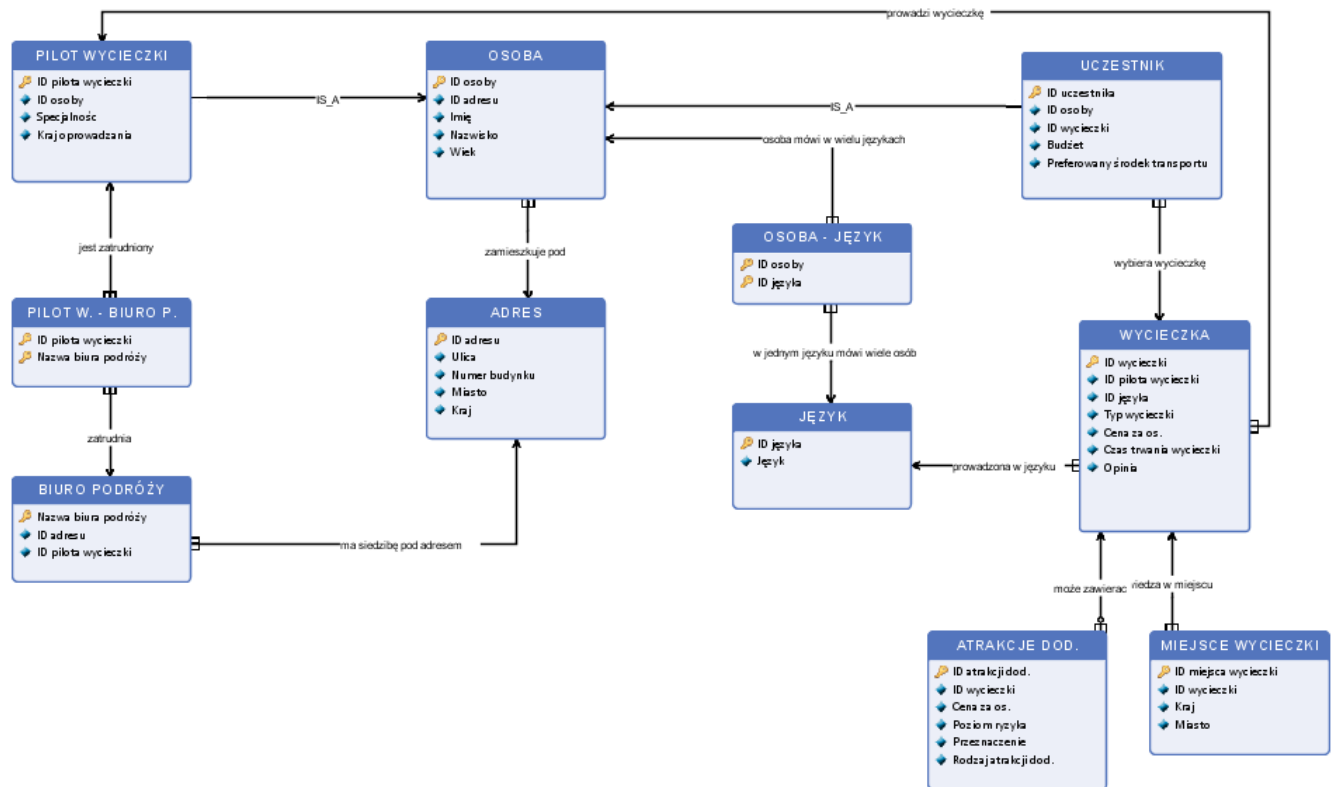 prowadzi wycieczkę
PILOT WYCIECZKI
ID pilota wycieczki
ID osoby
Specjalnośc
Kraj oprowadzania
IS_A
OSOBA
ID osoby
ID adresu
Imię
Nazwisko
Wiek
IS_A
UCZESTNIK
ID uczestnika
ID osoby
ID wycieczki
Budżet
Preferowany środek transportu
osoba mówi w wielu językach
jest zatrudniony
zamieszkuje pod
OSOBA - JĘZYK
ID osoby
ID języka
wybiera wycieczkę
PILOT W. - BIURO P.
ID pilota wycieczki
Nazwa biura podróży
ADRES
ID adresu
Ulica
Numer budynku
Miasto
Kraj
w jednym języku mówi wiele osób
WYCIECZKA
ID wycieczki
ID pilota wycieczki
ID języka
Typ wycieczki
Cena za os.
Czas trwania wycieczki
Opinia
zatrudnia
JĘZYK
ID języka
Język
prowadzona w języku
BIURO PODRÓŻY
Nazwa biura podróży
ID adresu
ID pilota wycieczki
ma siedzibę pod adresem
może zawierac
iedza w miejscu
ATRAKCJE DOD.
ID atrakcji dod.
ID wycieczki
Cena za os.
Poziom ryzyka
Przeznaczenie
Rodzaj atrakcji dod.
MIEJSCE WYCIECZKI
ID miejsca wycieczki
ID wycieczki
Kraj
Miasto